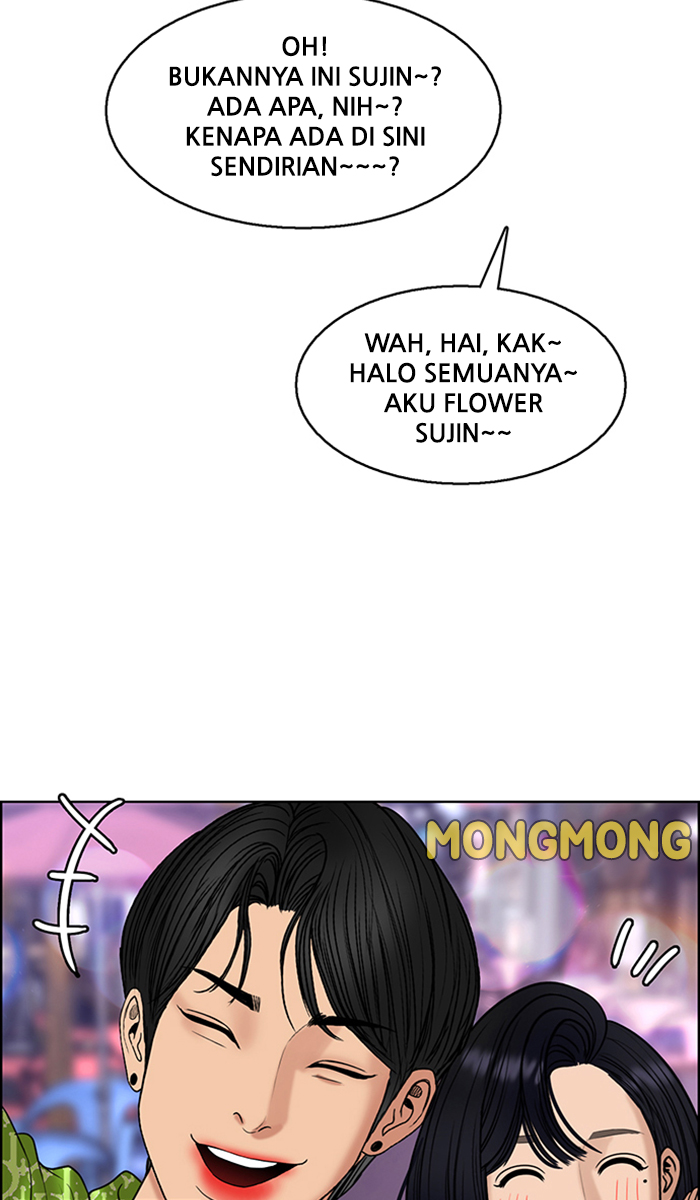 OH!
BUKANNYA INI SUJIN~?
ADA APA, NIH~?
KENAPA ADA DI SINI
SENDIRIAN~~~?
WAH, HAI, KAK~
HALO SEMUANYA~
AKU FLOWER
SUJIN~~
MONGMONG